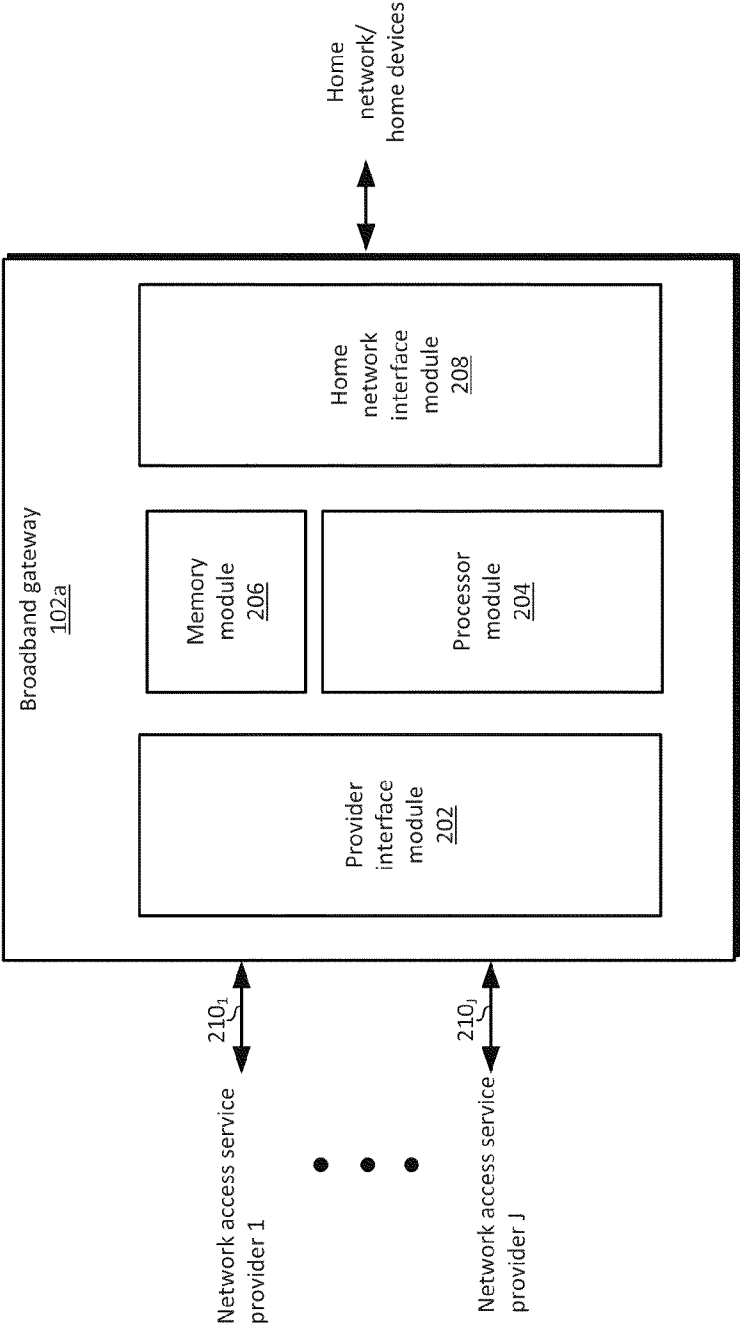 Broadband gateway
102a
Network access service
provider 1
210₁
Network access service
provider J
210J
Provider
interface
module
202
Memory
module
206
Processor
module
204
Home
network
interface
module
208
Home
network/
home devices